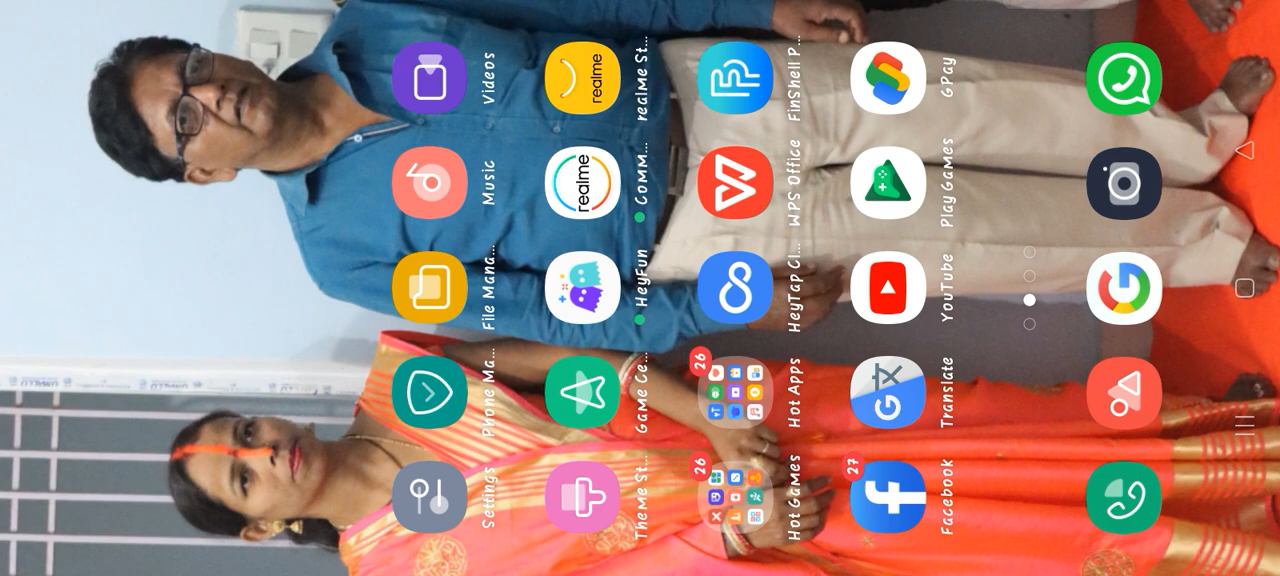 Settings Phone Ma... File Mana... Music Videos
realme realme
Theme St... Game Ce... HeyFun COMM... realme St...
26 26
Hot Games Hot Apps HeyTap Cl... WPS Office FinShell P...
27
Facebook Translate YouTube Play Games GPay